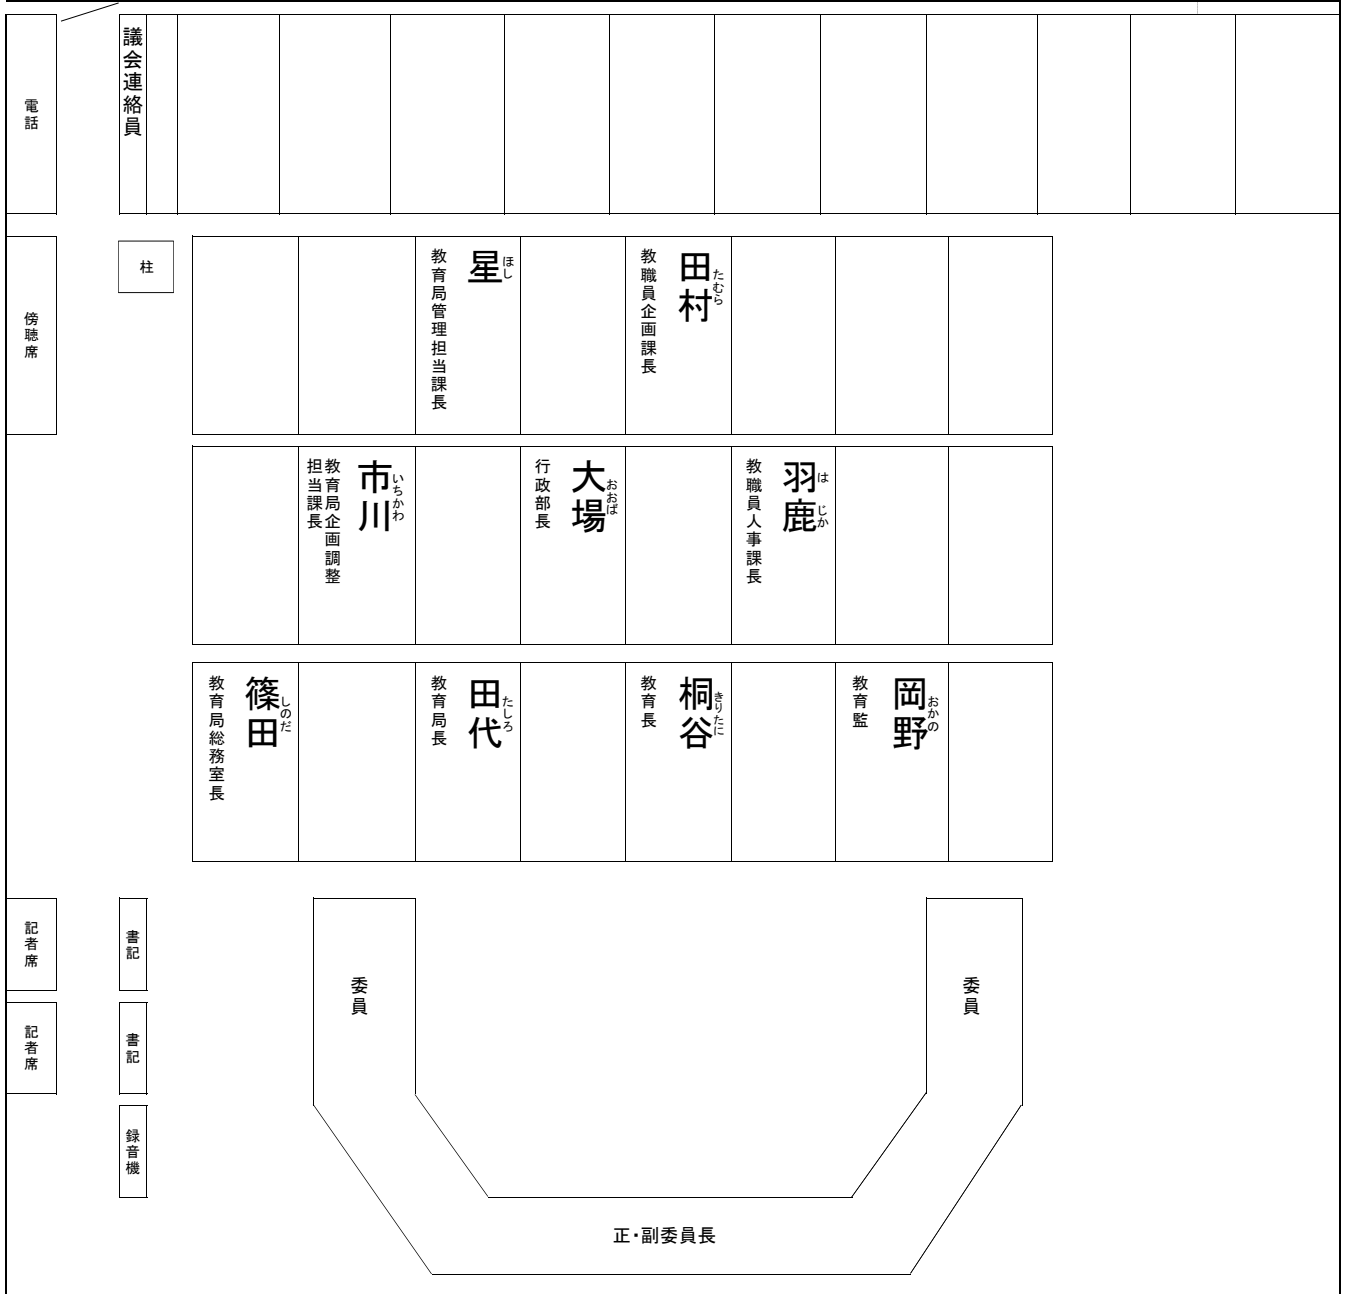 議会連絡員
電話
柱
傍聴席
教育局管理担当課長
星
ほし
教職員企画課長
田村
たむら
教育局企画調整
担当課長
市川
いちかわ
行政部長
大場
おおば
教職員人事課長
羽鹿
は じか
教育局総務室長
篠田
しのだ
教育局長
田代
たしろ
教育長
桐谷
きりたに
教育監
岡野
おかの
記者席
書記
委員
委員
記者席
書記
録音機
正・副委員長